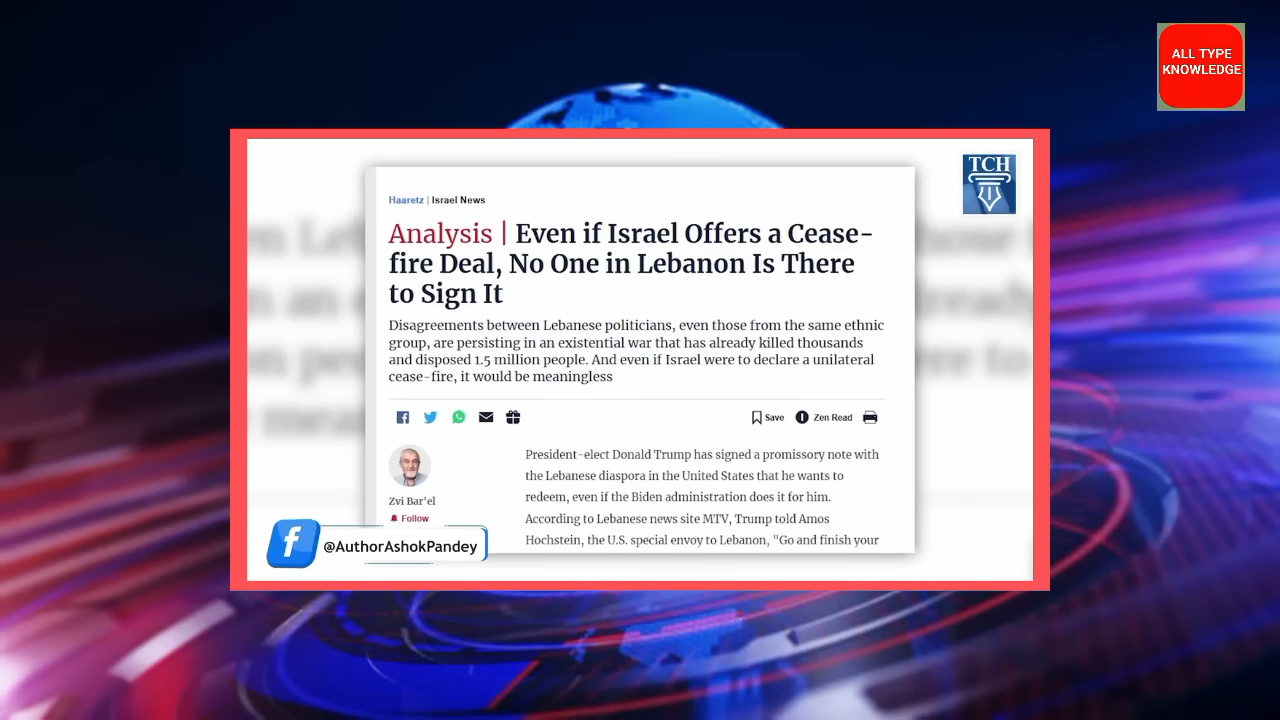 ALL TYPE
KNOWLEDGE
TCH
Haaretz | Israel News
Analysis | Even if Israel Offers a Cease-
fire Deal, No One in Lebanon Is There
to Sign It
Disagreements between Lebanese politicians, even those from the same ethnic
group, are persisting in an existential war that has already killed thousands
and disposed 1.5 million people. And even if Israel were to declare a unilateral
cease-fire, it would be meaningless
Save Zen Read
Zvi Bar'el
Follow
President-elect Donald Trump has signed a promissory note with
the Lebanese diaspora in the United States that he wants to
redeem, even if the Biden administration does it for him.
According to Lebanese news site MTV, Trump told Amos
Hochstein, the U.S. special envoy to Lebanon, "Go and finish your
@AuthorAshokPandey